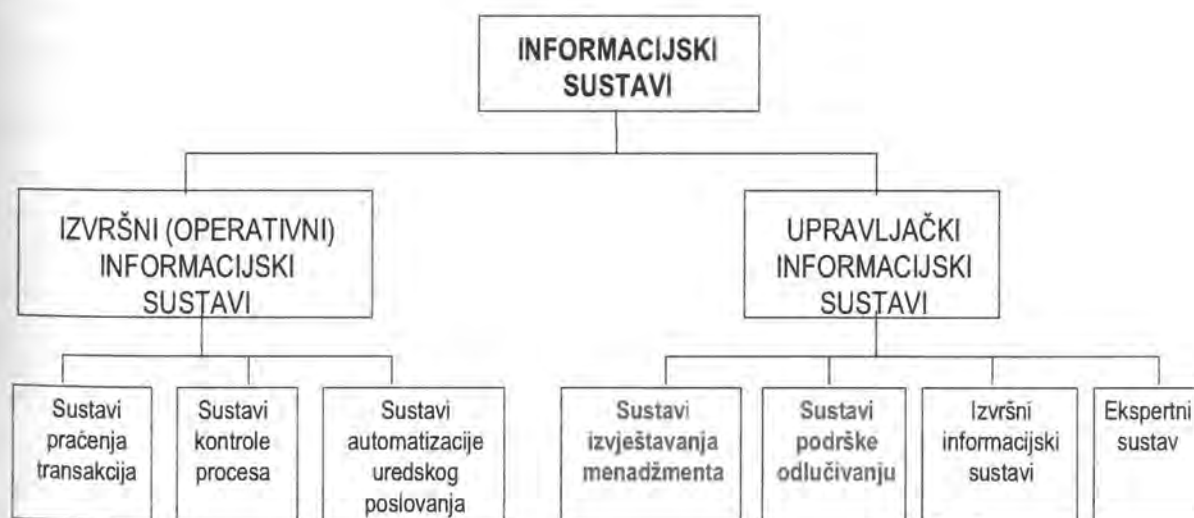 INFORMACIJSKI
SUSTAVI
IZVRŠNI (OPERATIVNI)
INFORMACIJSKI
SUSTAVI
UPRAVLJAČKI
INFORMACIJSKI
SUSTAVI
Sustavi
praćenja
transakcija
Sustavi
kontrole
procesa
Sustavi
automatizacije
uredskog
poslovanja
Sustavi
izvještavanja
menadžmenta
Sustavi
podrške
odlučivanju
Izvršni
informacijski
sustavi
Ekspertni
sustav